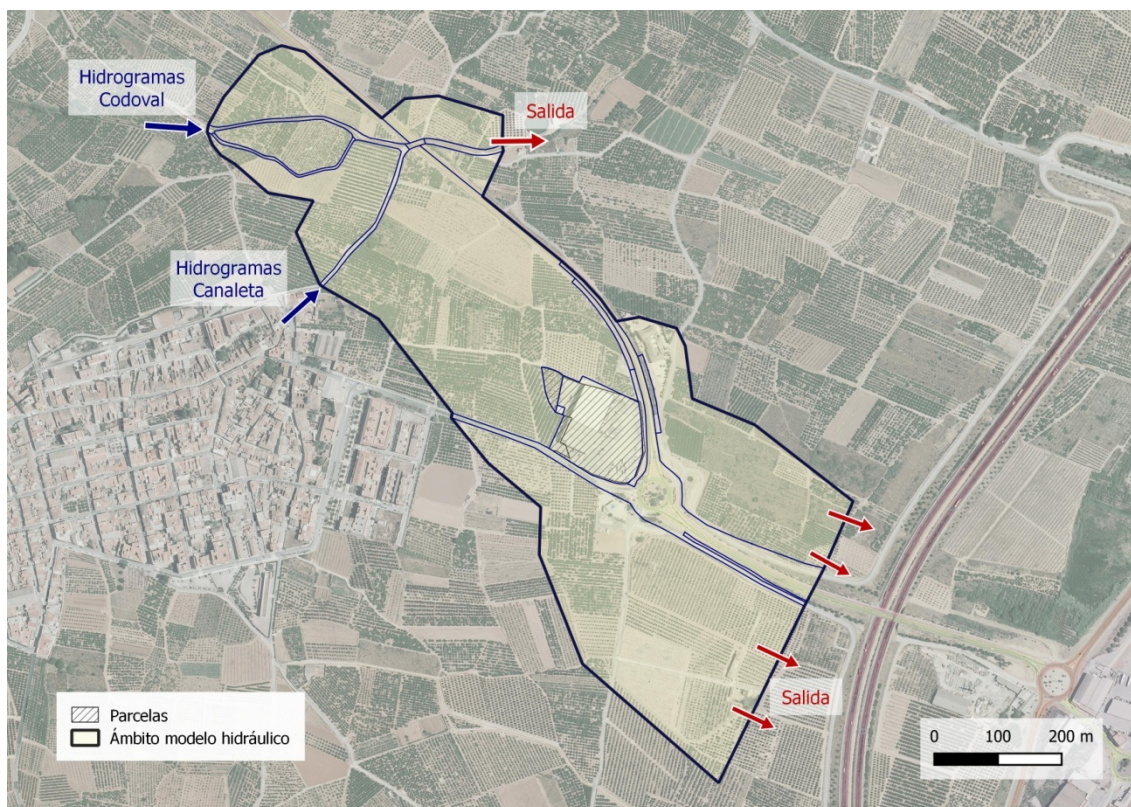 Hidrogramas
Codoval
Salida
Hidrogramas
Canaleta
Salida
Parcelas
Ámbito modelo hidráulico
0 100 200 m